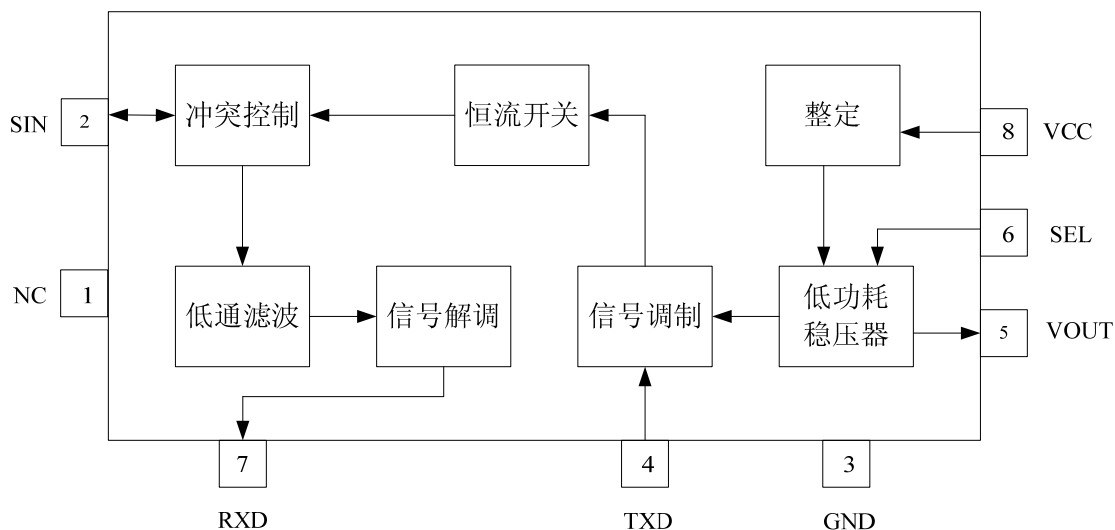 冲突控制
恒流开关
整定
SIN
2
8
VCC
6
SEL
NC
1
低通滤波
信号解调
信号调制
低功耗
稳压器
5
VOUT
7
4
3
RXD
TXD
GND